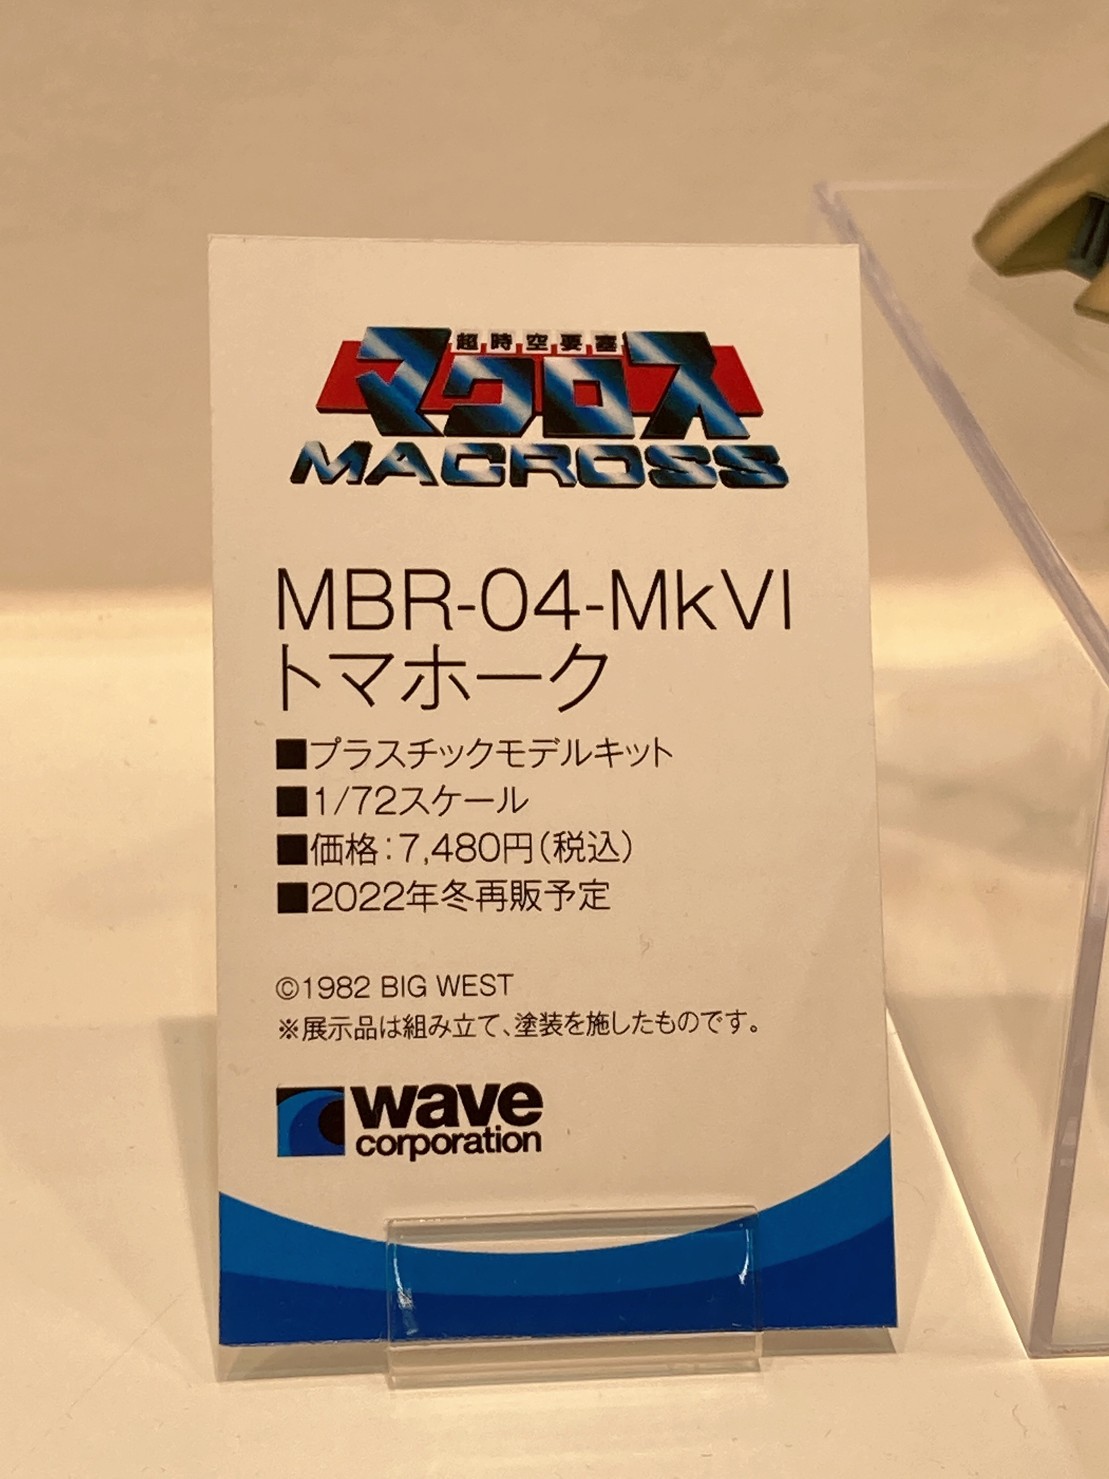 超時空要塞
マクロス
MACROSS
MBR-04-MkVI
トマホーク
■プラスチックモデルキット
■1/72スケール
■価格:7,480円(税込)
■2022年冬再販予定
©1982 BIG WEST
※展示品は組み立て、塗装を施したものです。
wave
corporation